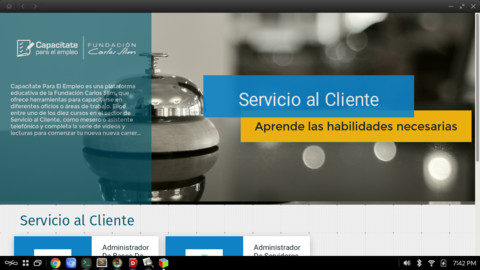 Capacítate
para el empleo
FUNDACIÓN
Carlos Slim
Capacítate Para El Empleo es una plataforma
educativa de la Fundación Carlos Slim, que
ofrece herramientas para capacitarse en
diferentes oficios o áreas de trabajo. Elige
entre uno de los diez cursos en el sector de
Servicio al Cliente, como mesero o asistente
telefónico y completa la serie de videos y
lecturas para comenzar tu nueva nueva carrer...
Servicio al Cliente
Aprende las habilidades necesarias
Servicio al Cliente
Administrador
De Bases De
Administrador
De Servidores
7:42 PM